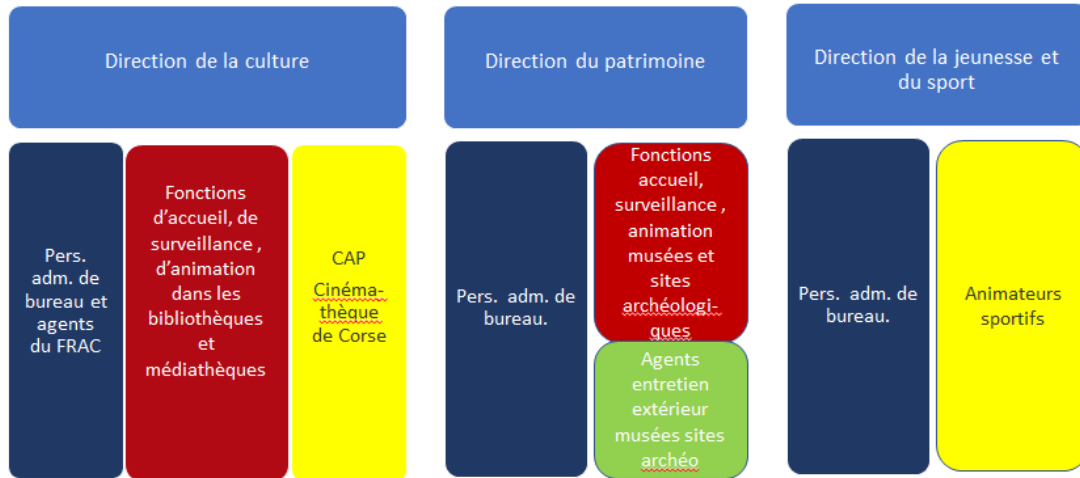 Direction de la culture
Pers.
adm. de
bureau et
agents
du FRAC
Fonctions
d’accueil, de
surveillance ,
d’animation
dans les
bibliothèques
et
médiathèques
CAP
Cinéma-
thèque
de Corse
Direction du patrimoine
Pers. adm. de
bureau.
Fonctions
accueil,
surveillance ,
animation
musées et
sites
archéologi-
ques
Agents
entretien
extérieur
musées sites
archéo
Direction de la jeunesse et
du sport
Pers. adm. de
bureau.
Animateurs
sportifs